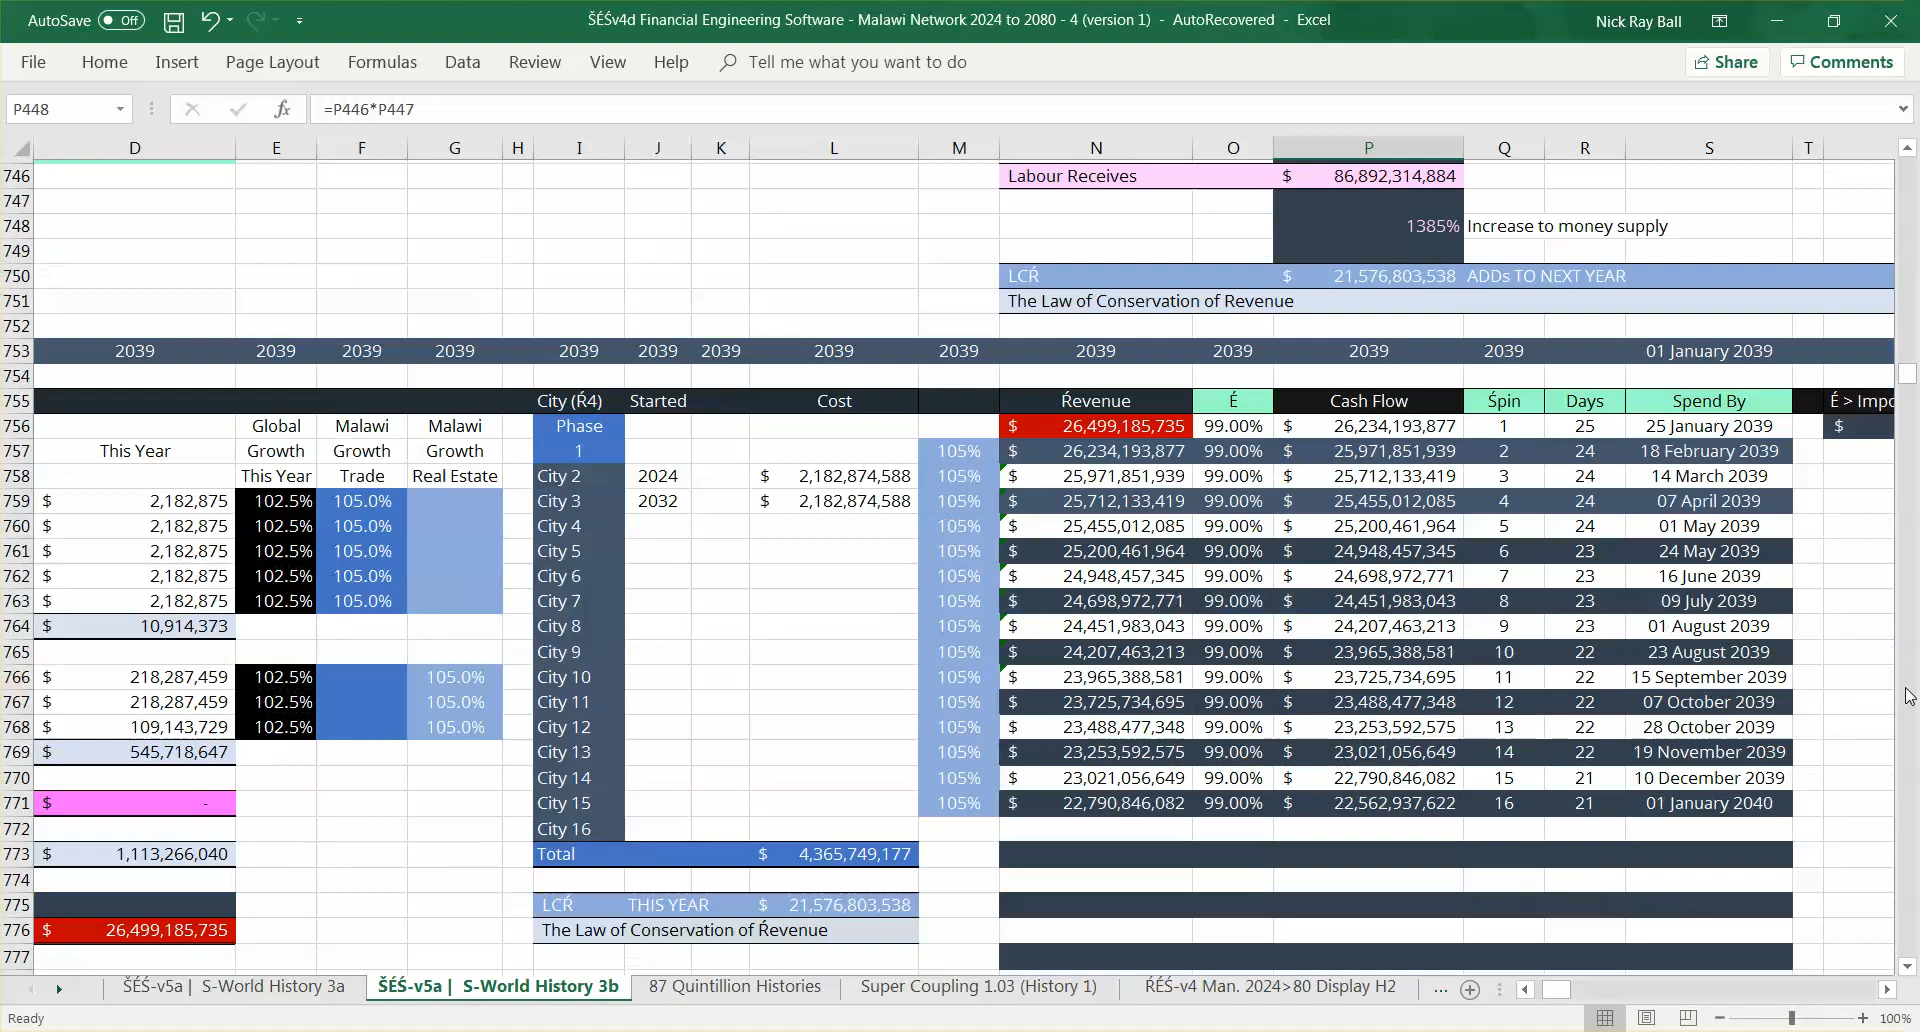 AutoSave Off ŠÉŚv4d Financial Engineering Software - Malawi Network 2024 to 2080 - 4 (version 1) - AutoRecovered - Excel Nick Ray Ball
File Home Insert Page Layout Formulas Data Review View Help Tell me what you want to do Share Comments
P448 fx =P446*P447
D E F G H I J K L M N O P Q R S T
746 Labour Receives $ 86,892,314,884
747
748 1385% Increase to money supply
749
750 LCŔ $ 21,576,803,538 ADDs TO NEXT YEAR
751 The Law of Conservation of Revenue
752
753 2039 2039 2039 2039 2039 2039 2039 2039 2039 2039 2039 2039 2039 01 January 2039
754
755 City (Ŕ4) Started Cost Ŕevenue É Cash Flow Śpin Days Spend By É > Impo
756 Global Malawi Malawi Phase $ 26,499,185,735 99.00% $ 26,234,193,877 1 25 25 January 2039 $
757 This Year Growth Growth Growth 1 105% $ 26,234,193,877 99.00% $ 25,971,851,939 2 24 18 February 2039
758 This Year Trade Real Estate City 2 2024 $ 2,182,874,588 105% $ 25,971,851,939 99.00% $ 25,712,133,419 3 24 14 March 2039
759 $ 2,182,875 102.5% 105.0% City 3 2032 $ 2,182,874,588 105% $ 25,712,133,419 99.00% $ 25,455,012,085 4 24 07 April 2039
760 $ 2,182,875 102.5% 105.0% City 4 105% $ 25,455,012,085 99.00% $ 25,200,461,964 5 24 01 May 2039
761 $ 2,182,875 102.5% 105.0% City 5 105% $ 25,200,461,964 99.00% $ 24,948,457,345 6 23 24 May 2039
762 $ 2,182,875 102.5% 105.0% City 6 105% $ 24,948,457,345 99.00% $ 24,698,972,771 7 23 16 June 2039
763 $ 2,182,875 102.5% 105.0% City 7 105% $ 24,698,972,771 99.00% $ 24,451,983,043 8 23 09 July 2039
764 $ 10,914,373 City 8 105% $ 24,451,983,043 99.00% $ 24,207,463,213 9 23 01 August 2039
765 City 9 105% $ 24,207,463,213 99.00% $ 23,965,388,581 10 22 23 August 2039
766 $ 218,287,459 102.5% 105.0% City 10 105% $ 23,965,388,581 99.00% $ 23,725,734,695 11 22 15 September 2039
767 $ 218,287,459 102.5% 105.0% City 11 105% $ 23,725,734,695 99.00% $ 23,488,477,348 12 22 07 October 2039
768 $ 109,143,729 102.5% 105.0% City 12 105% $ 23,488,477,348 99.00% $ 23,253,592,575 13 22 28 October 2039
769 $ 545,718,647 City 13 105% $ 23,253,592,575 99.00% $ 23,021,056,649 14 22 19 November 2039
770 City 14 105% $ 23,021,056,649 99.00% $ 22,790,846,082 15 21 10 December 2039
771 $ - City 15 105% $ 22,790,846,082 99.00% $ 22,562,937,622 16 21 01 January 2040
772 City 16
773 $ 1,113,266,040 Total $ 4,365,749,177
774
775 LCŔ THIS YEAR $ 21,576,803,538
776 $ 26,499,185,735 The Law of Conservation of Ŕevenue
777
ŠÉŚ-v5a | S-World History 3a ŠÉŚ-v5a | S-World History 3b 87 Quintillion Histories Super Coupling 1.03 (History 1) ŔÉŚ-v4 Man. 2024>80 Display H2 ...
Ready 100%